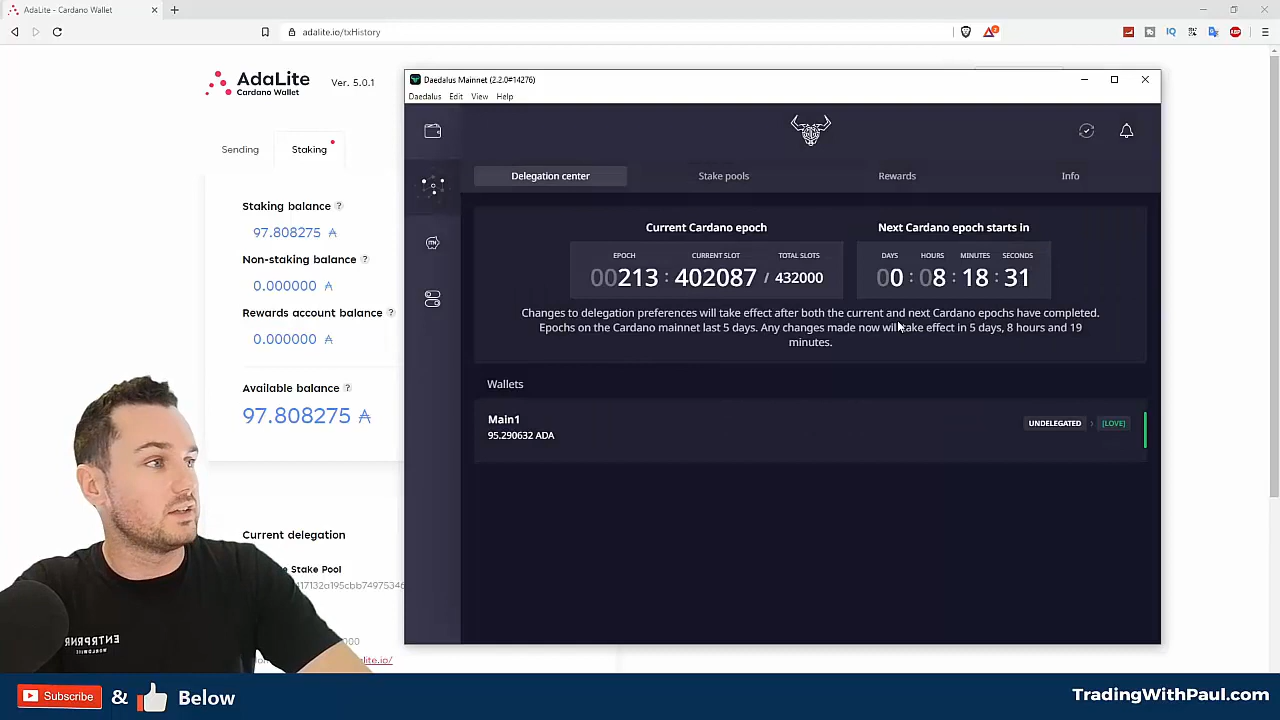 AdaLite - Cardano Wallet
adalite.io/txHistory
AdaLite
Cardano Wallet
Ver. 5.0.1
Sending
Staking
Staking balance ?
97.808275
Non-staking balance ?
0.000000
Rewards account balance ?
0.000000
Available balance ?
97.808275
Current delegation
Stake Pool
lite.io/
Daedalus Mainnet (2.2.0#14276)
Daedalus Edit View Help
Delegation center
Stake pools
Rewards
Info
Current Cardano epoch
EPOCH CURRENT SLOT TOTAL SLOTS
00213 : 402087 / 432000
Next Cardano epoch starts in
DAYS HOURS MINUTES SECONDS
00 : 08 : 18 : 31
Changes to delegation preferences will take effect after both the current and next Cardano epochs have completed.
Epochs on the Cardano mainnet last 5 days. Any changes made now will take effect in 5 days, 8 hours and 19
minutes.
Wallets
Main1
95.290632 ADA
UNDELEGATED
[LOVE]
Subscribe & Below
TradingWithPaul.com